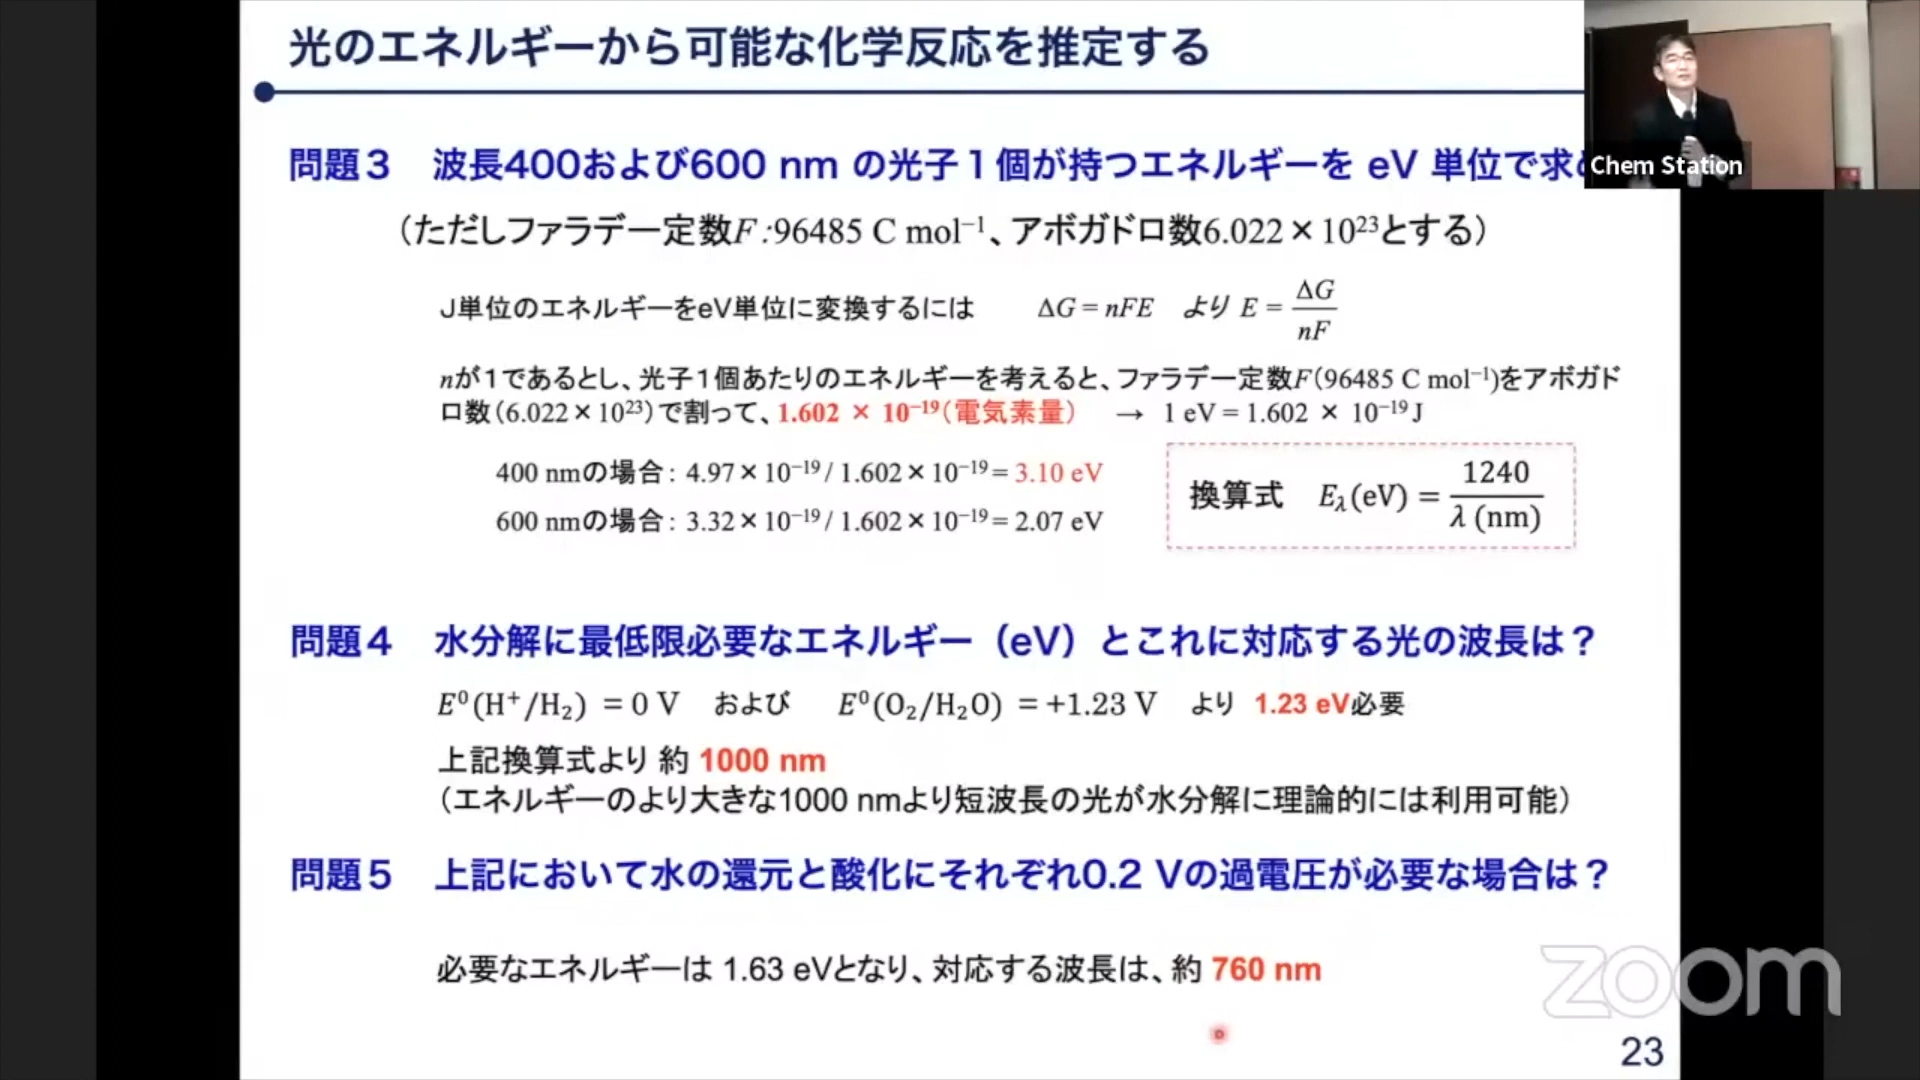 光のエネルギーから可能な化学反応を推定する
問題３　波長400および600 nm の光子１個が持つエネルギーを eV 単位で求
Chem Station
（ただしファラデー定数F:96485 C mol⁻¹、アボガドロ数6.022×10²³とする）
J単位のエネルギーをeV単位に変換するには　ΔG = nFE　より E = ΔG/nF
nが１であるとし、光子１個あたりのエネルギーを考えると、ファラデー定数F(96485 C mol⁻¹)をアボガド
ロ数(6.022×10²³)で割って、1.602 × 10⁻¹⁹(電気素量)　→　1 eV = 1.602 × 10⁻¹⁹ J
400 nmの場合: 4.97×10⁻¹⁹ / 1.602×10⁻¹⁹ = 3.10 eV
600 nmの場合: 3.32×10⁻¹⁹ / 1.602×10⁻¹⁹ = 2.07 eV
換算式　E_λ(eV) = 1240/λ (nm)
問題４　水分解に最低限必要なエネルギー（eV）とこれに対応する光の波長は？
E⁰(H⁺/H₂) = 0 V　および　E⁰(O₂/H₂O) = +1.23 V　より 1.23 eV必要
上記換算式より 約 1000 nm
（エネルギーのより大きな1000 nmより短波長の光が水分解に理論的には利用可能）
問題５　上記において水の還元と酸化にそれぞれ0.2 Vの過電圧が必要な場合は？
必要なエネルギーは 1.63 eVとなり、対応する波長は、約 760 nm
zoom
23